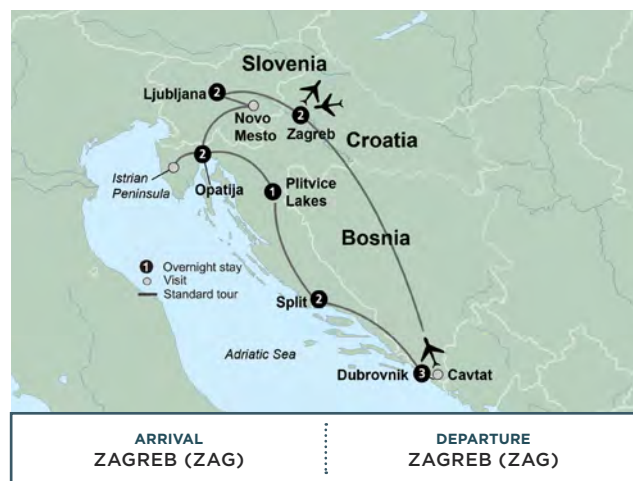 Slovenia
Ljubljana
2
Novo
Mesto
2
Zagreb
Croatia
Istrian
Peninsula
2
Opatija
1
Plitvice
Lakes
Bosnia
1 Overnight stay
Visit
Standard tour
Split
2
Adriatic Sea
Dubrovnik
3
Cavtat
ARRIVAL
ZAGREB (ZAG)
DEPARTURE
ZAGREB (ZAG)